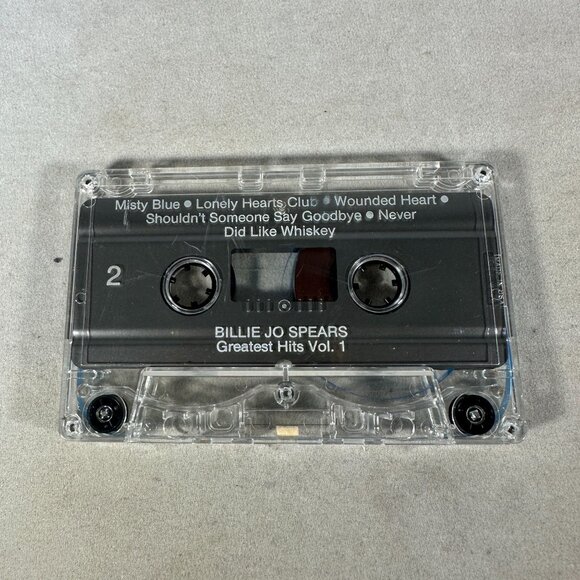 Misty Blue • Lonely Hearts Club • Wounded Heart •
Shouldn't Someone Say Goodbye • Never
Did Like Whiskey
2
BILLIE JO SPEARS
Greatest Hits Vol. 1